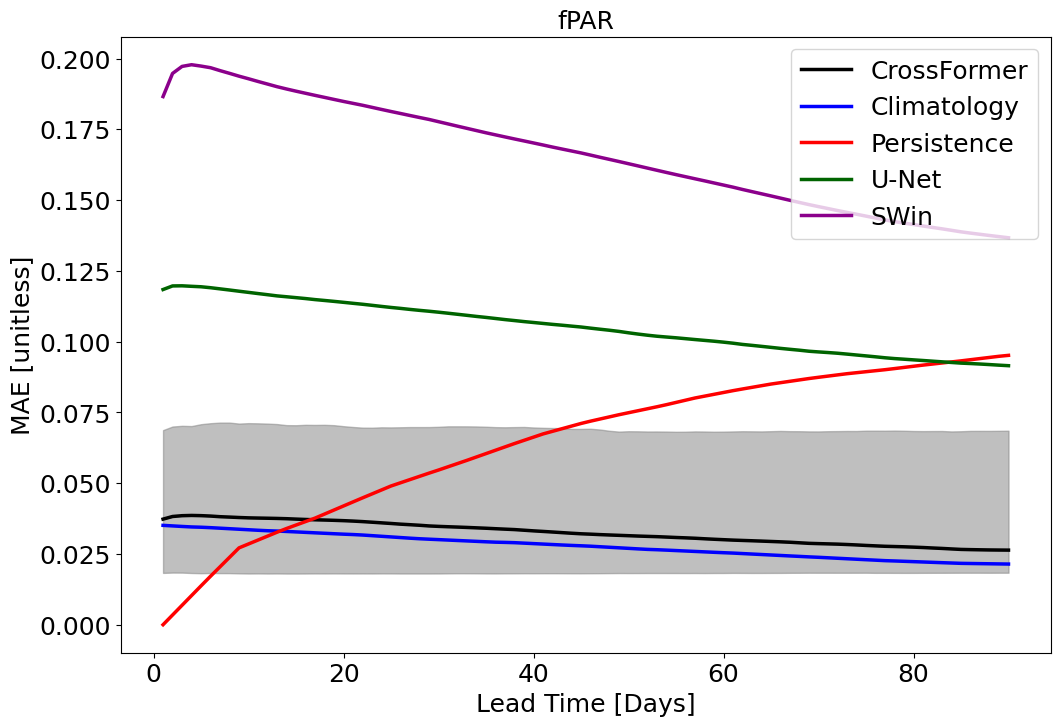 fPAR
MAE [unitless]
0.200
0.175
0.150
0.125
0.100
0.075
0.050
0.025
0.000
CrossFormer
Climatology
Persistence
U-Net
SWin
0 20 40 60 80
Lead Time [Days]